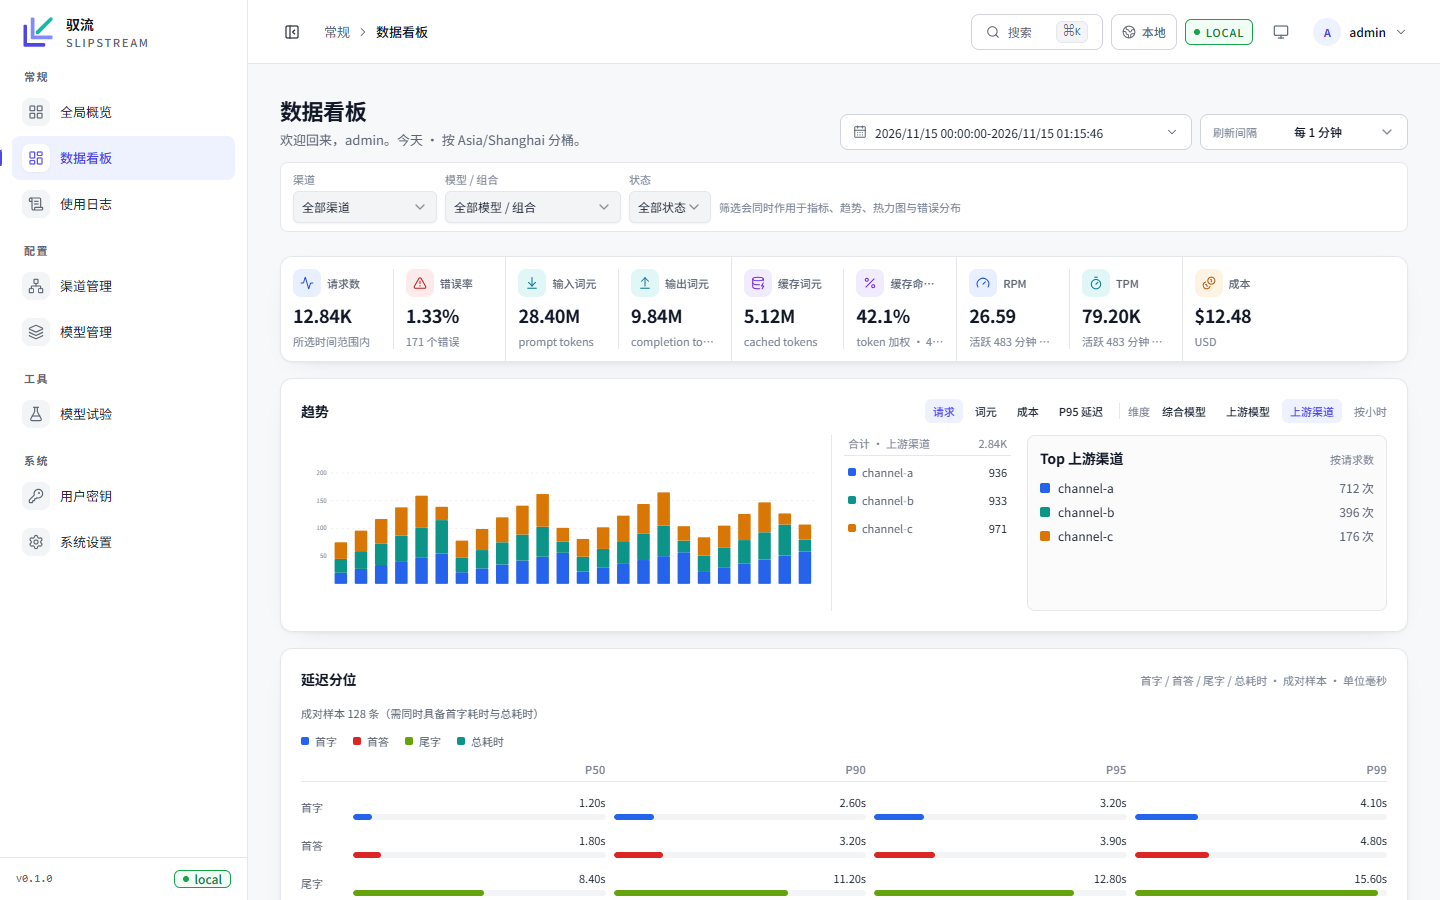 驭流
SLIPSTREAM
常规
全局概览
数据看板
使用日志
配置
渠道管理
模型管理
工具
模型试验
系统
用户密钥
系统设置
v0.1.0
local
常规
数据看板
搜索
⌘K
本地
LOCAL
A
admin
数据看板
欢迎回来，admin。今天 • 按 Asia/Shanghai 分桶。
2026/11/15 00:00:00-2026/11/15 01:15:46
刷新间隔 每 1 分钟
渠道
全部渠道
模型 / 组合
全部模型 / 组合
状态
全部状态
筛选会同时作用于指标、趋势、热力图与错误分布
请求数
12.84K
所选时间范围内
错误率
1.33%
171 个错误
输入词元
28.40M
prompt tokens
输出词元
9.84M
completion to…
缓存词元
5.12M
cached tokens
缓存命…
42.1%
token 加权 • 4…
RPM
26.59
活跃 483 分钟 …
TPM
79.20K
活跃 483 分钟 …
成本
$12.48
USD
趋势
请求 词元 成本 P95 延迟 维度 综合模型 上游模型 上游渠道 按小时
200
150
100
50
合计 • 上游渠道 2.84K
channel-a 936
channel-b 933
channel-c 971
Top 上游渠道 按请求数
channel-a 712 次
channel-b 396 次
channel-c 176 次
延迟分位
首字 / 首答 / 尾字 / 总耗时 • 成对样本 • 单位毫秒
成对样本 128 条（需同时具备首字耗时与总耗时）
首字 首答 尾字 总耗时
P50 P90 P95 P99
首字 1.20s 2.60s 3.20s 4.10s
首答 1.80s 3.20s 3.90s 4.80s
尾字 8.40s 11.20s 12.80s 15.60s